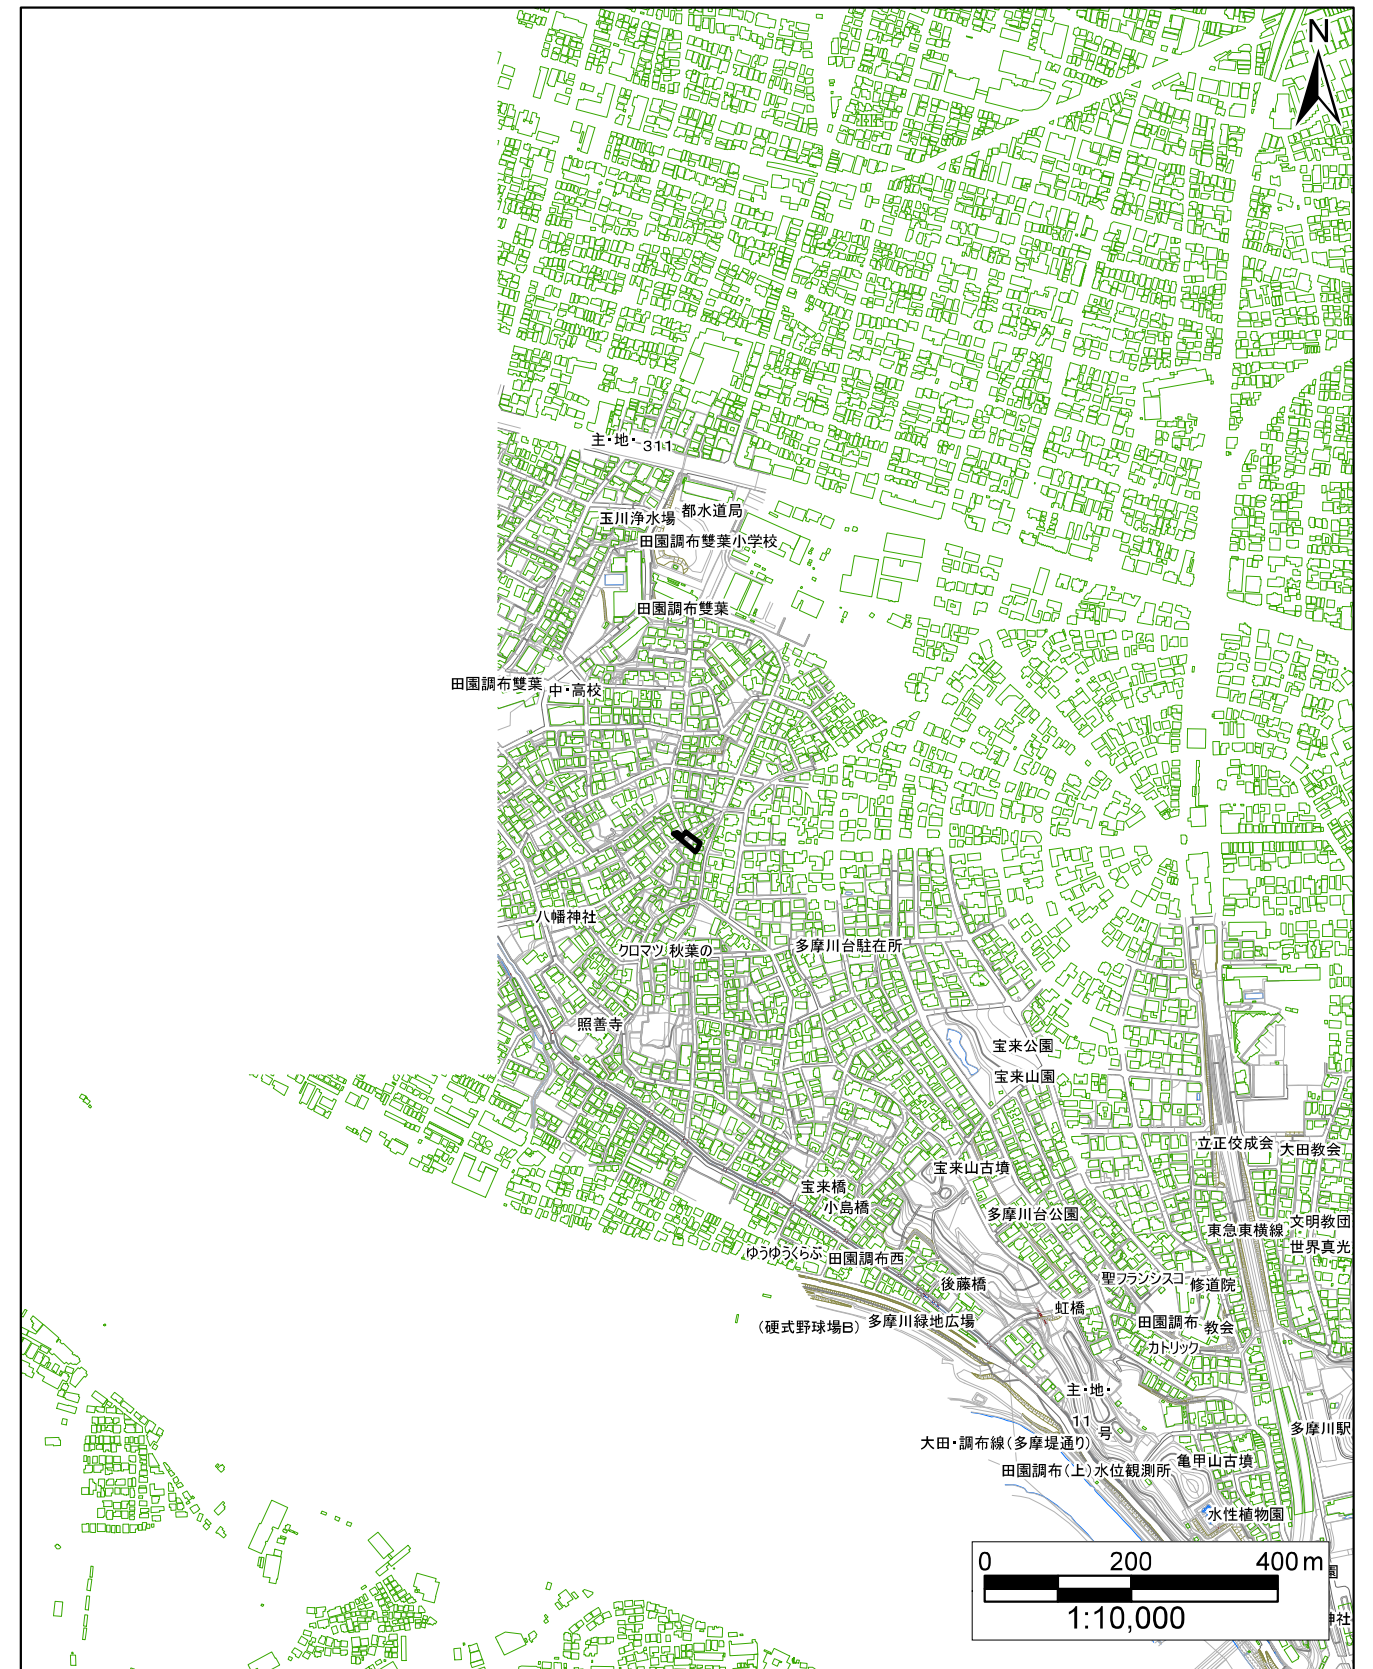 N
主・地・311
都水道局
玉川浄水場
田園調布雙葉小学校
田園調布雙葉
田園調布雙葉
中・高校
八幡神社
クロマツ
秋葉の
多摩川台駐在所
照善寺
宝来公園
宝来山園
立正佼成会
大田教会
宝来山古墳
宝来橋
小島橋
多摩川台公園
文明教団
東急東横線
世界真光
ゆうゆうくらぶ
田園調布西
後藤橋
聖フランシスコ
修道院
虹橋
多摩川緑地広場
(硬式野球場B)
田園調布
教会
カトリック
主・地・
11
号
多摩川駅
大田・調布線(多摩堤通り)
亀甲山古墳
田園調布(上)水位観測所
水性植物園
0 200 400m
1:10,000
園
神社